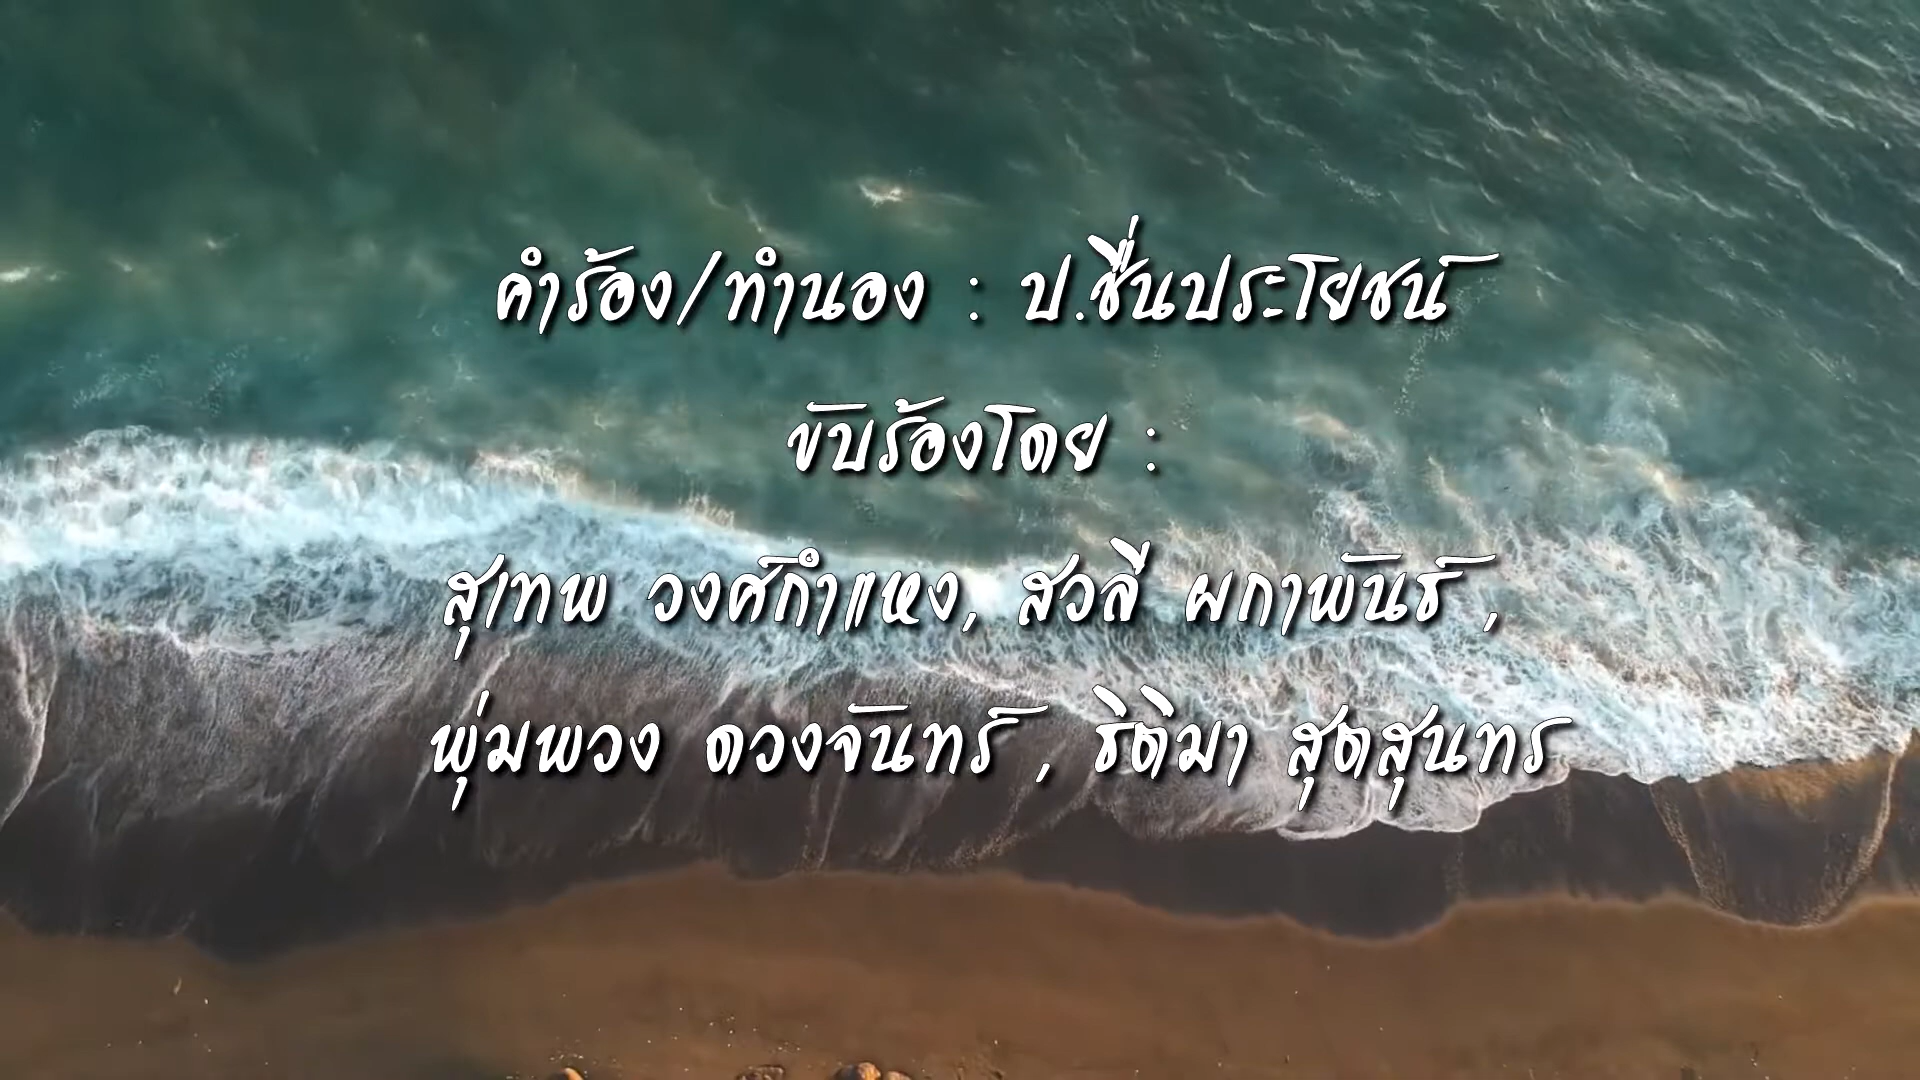 คำร้อง/ทำนอง : ป.ชื่นประโยชน์
ขับร้องโดย :
สุเทพ วงศ์กำแหง, สวลี ผกาพันธ์ ,
พุ่มพวง ดวงจันทร์ , ธิติมา สุตสุนทร